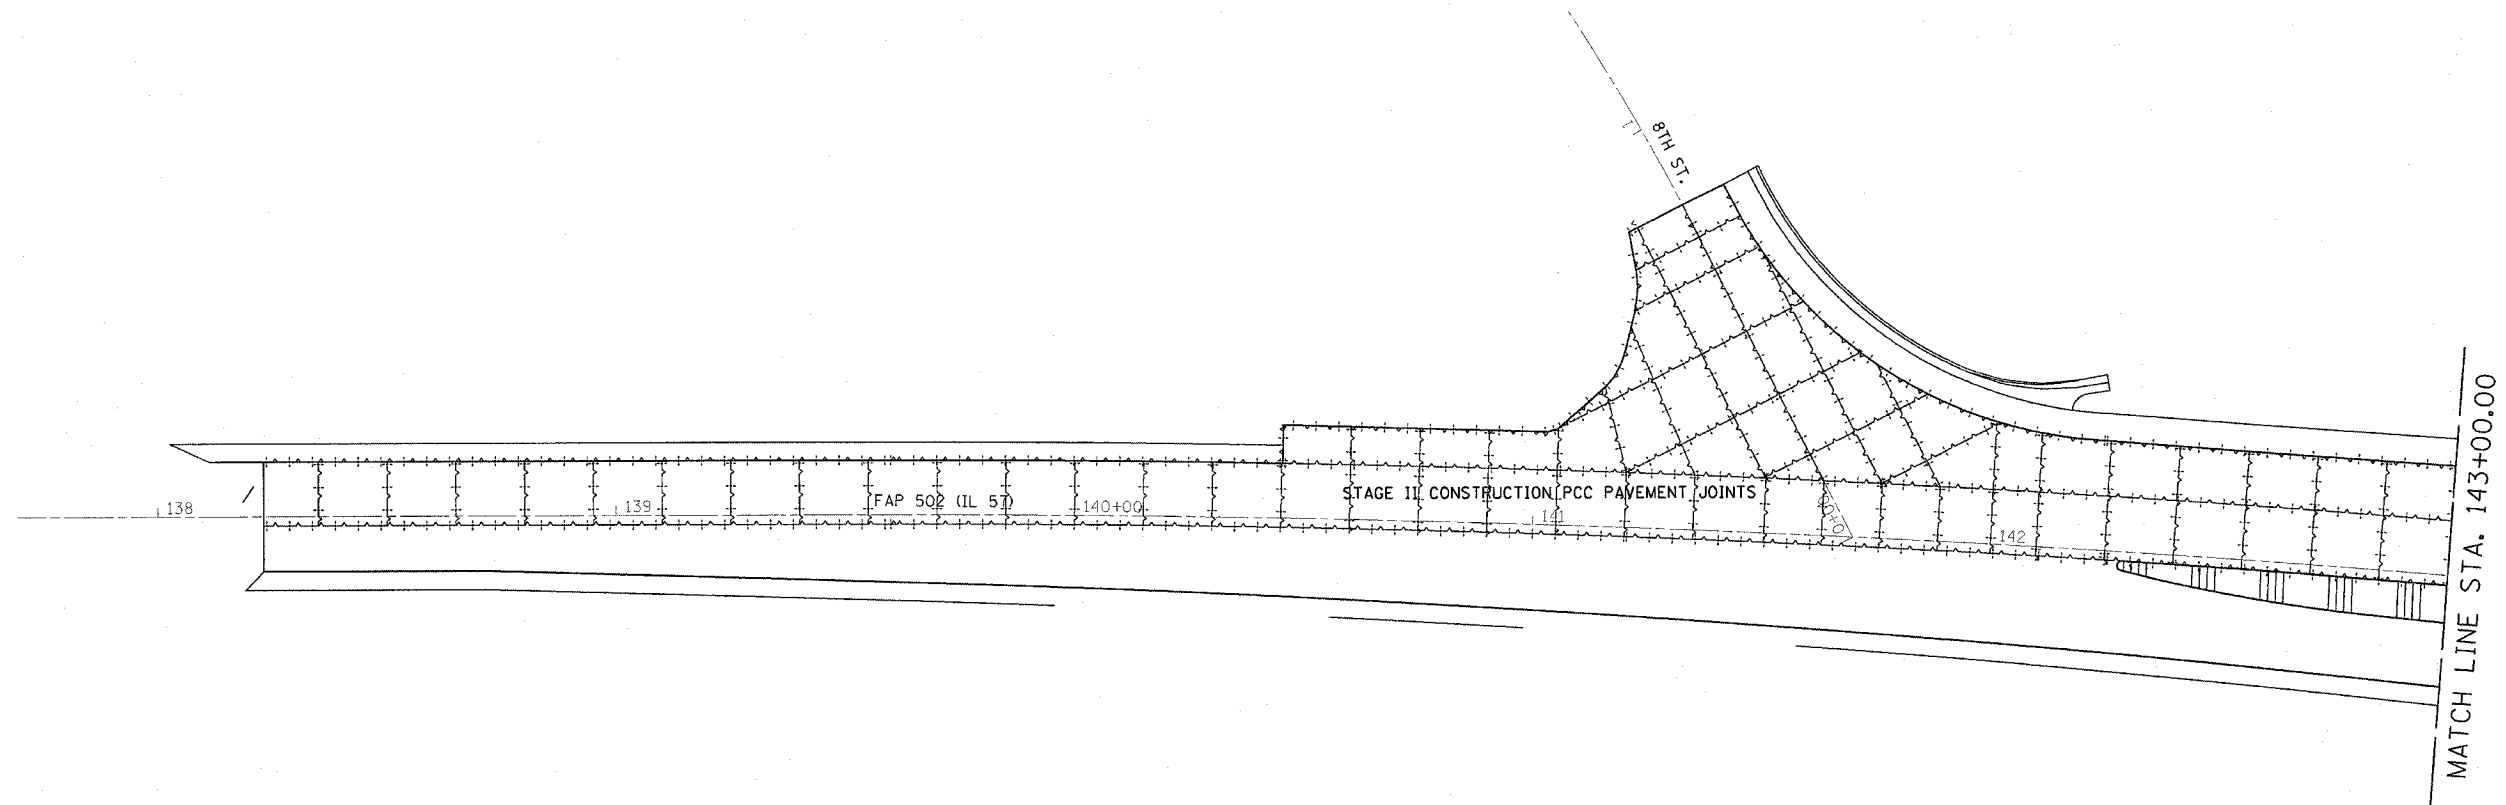 8TH ST.
1
138
139
FAP 502 (IL 57)
140+00
STAGE II CONSTRUCTION PCC PAVEMENT JOINTS
141
142
MATCH LINE STA. 143+00.00